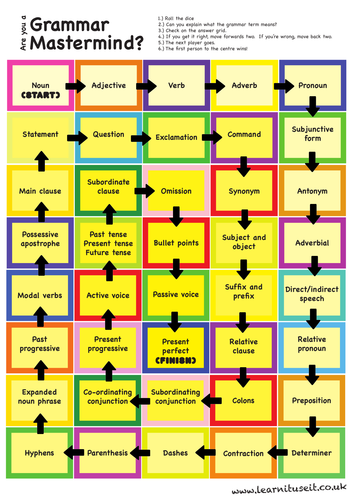 Are you a
Grammar
Mastermind?
1.) Roll the dice
2.) Can you explain what the grammar term means?
3.) Check on the answer grid.
4.) If you get it right, move forwards two. If you're wrong, move back two.
5.) The next player goes
6.) The first person to the centre wins!
Noun
(START)
Adjective
Verb
Adverb
Pronoun
Statement
Question
Exclamation
Command
Subjunctive
form
Main clause
Subordinate
clause
Omission
Synonym
Antonym
Possessive
apostrophe
Past tense
Present tense
Future tense
Bullet points
Subject and
object
Adverbial
Modal verbs
Active voice
Passive voice
Suffix and
prefix
Direct/indirect
speech
Past
progressive
Present
progressive
Present
perfect
(FINISH)
Relative
clause
Relative
pronoun
Expanded
noun phrase
Co-ordinating
conjunction
Subordinating
conjunction
Colons
Preposition
Hyphens
Parenthesis
Dashes
Contraction
Determiner
www.learnituseit.co.uk